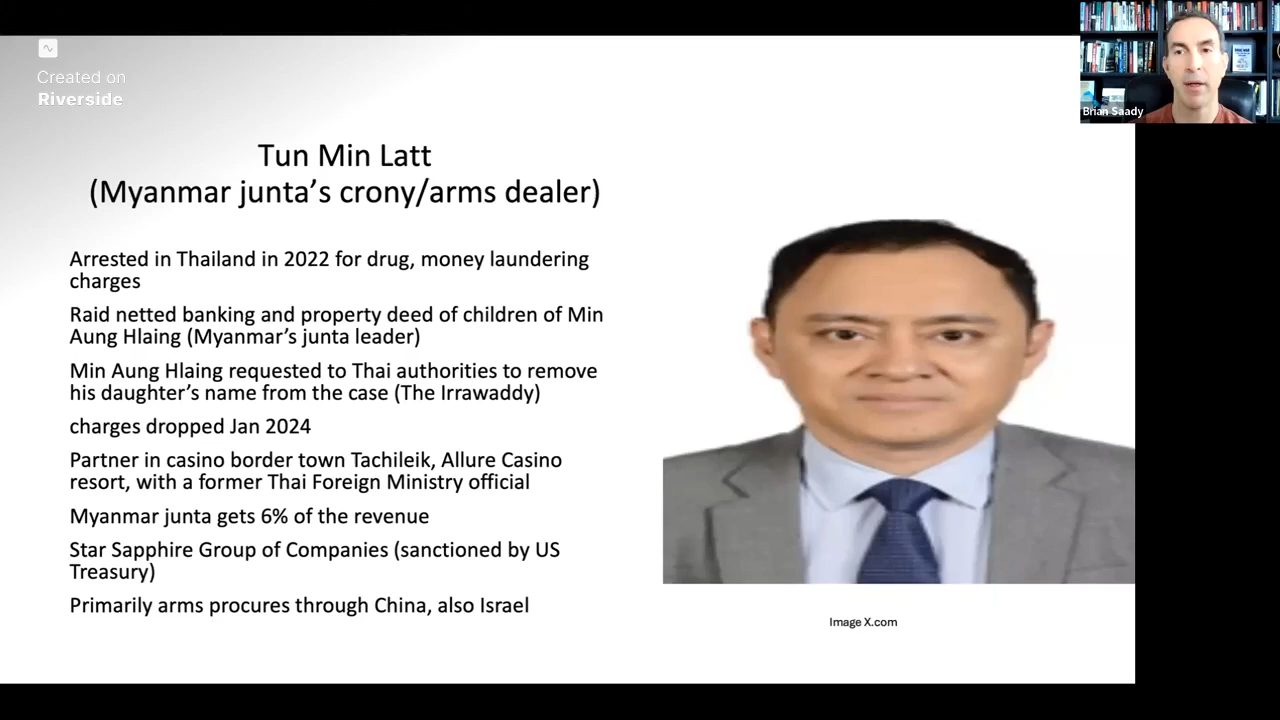 Created on
Riverside
Brian Saady
Tun Min Latt
(Myanmar junta's crony/arms dealer)
Arrested in Thailand in 2022 for drug, money laundering
charges
Raid netted banking and property deed of children of Min
Aung Hlaing (Myanmar's junta leader)
Min Aung Hlaing requested to Thai authorities to remove
his daughter's name from the case (The Irrawaddy)
charges dropped Jan 2024
Partner in casino border town Tachileik, Allure Casino
resort, with a former Thai Foreign Ministry official
Myanmar junta gets 6% of the revenue
Star Sapphire Group of Companies (sanctioned by US
Treasury)
Primarily arms procures through China, also Israel
Image X.com